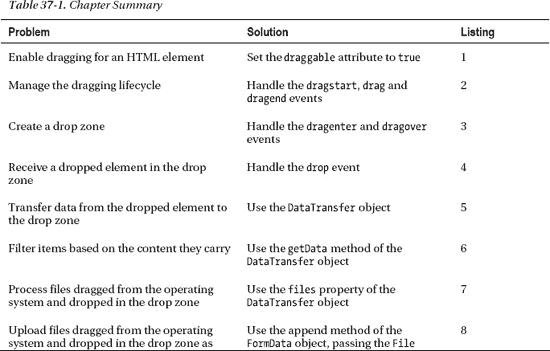 Table 37-1. Chapter Summary
Problem Solution Listing
Enable dragging for an HTML element Set the draggable attribute to true 1
Manage the dragging lifecycle Handle the dragstart, drag and 2
dragend events
Create a drop zone Handle the dragenter and dragover 3
events
Receive a dropped element in the drop Handle the drop event 4
zone
Transfer data from the dropped element to Use the DataTransfer object 5
the drop zone
Filter items based on the content they carry Use the getData method of the 6
DataTransfer object
Process files dragged from the operating Use the files property of the 7
system and dropped in the drop zone DataTransfer object
Upload files dragged from the operating Use the append method of the 8
system and dropped in the drop zone as FormData object, passing the File